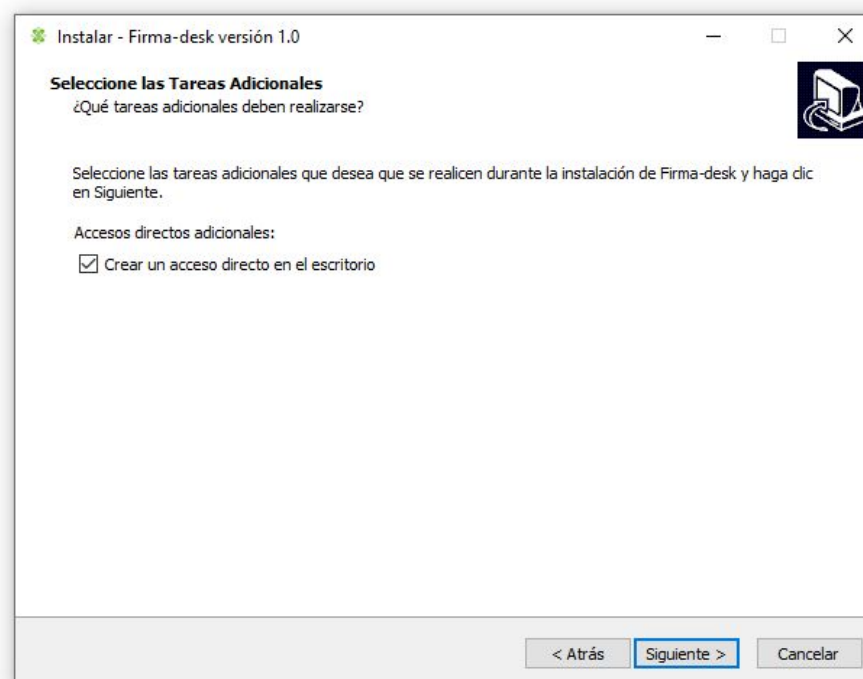 Instalar - Firma-desk versión 1.0
Seleccione las Tareas Adicionales
¿Qué tareas adicionales deben realizarse?
Seleccione las tareas adicionales que desea que se realicen durante la instalación de Firma-desk y haga clic
en Siguiente.
Accesos directos adicionales:
Crear un acceso directo en el escritorio
< Atrás Siguiente > Cancelar